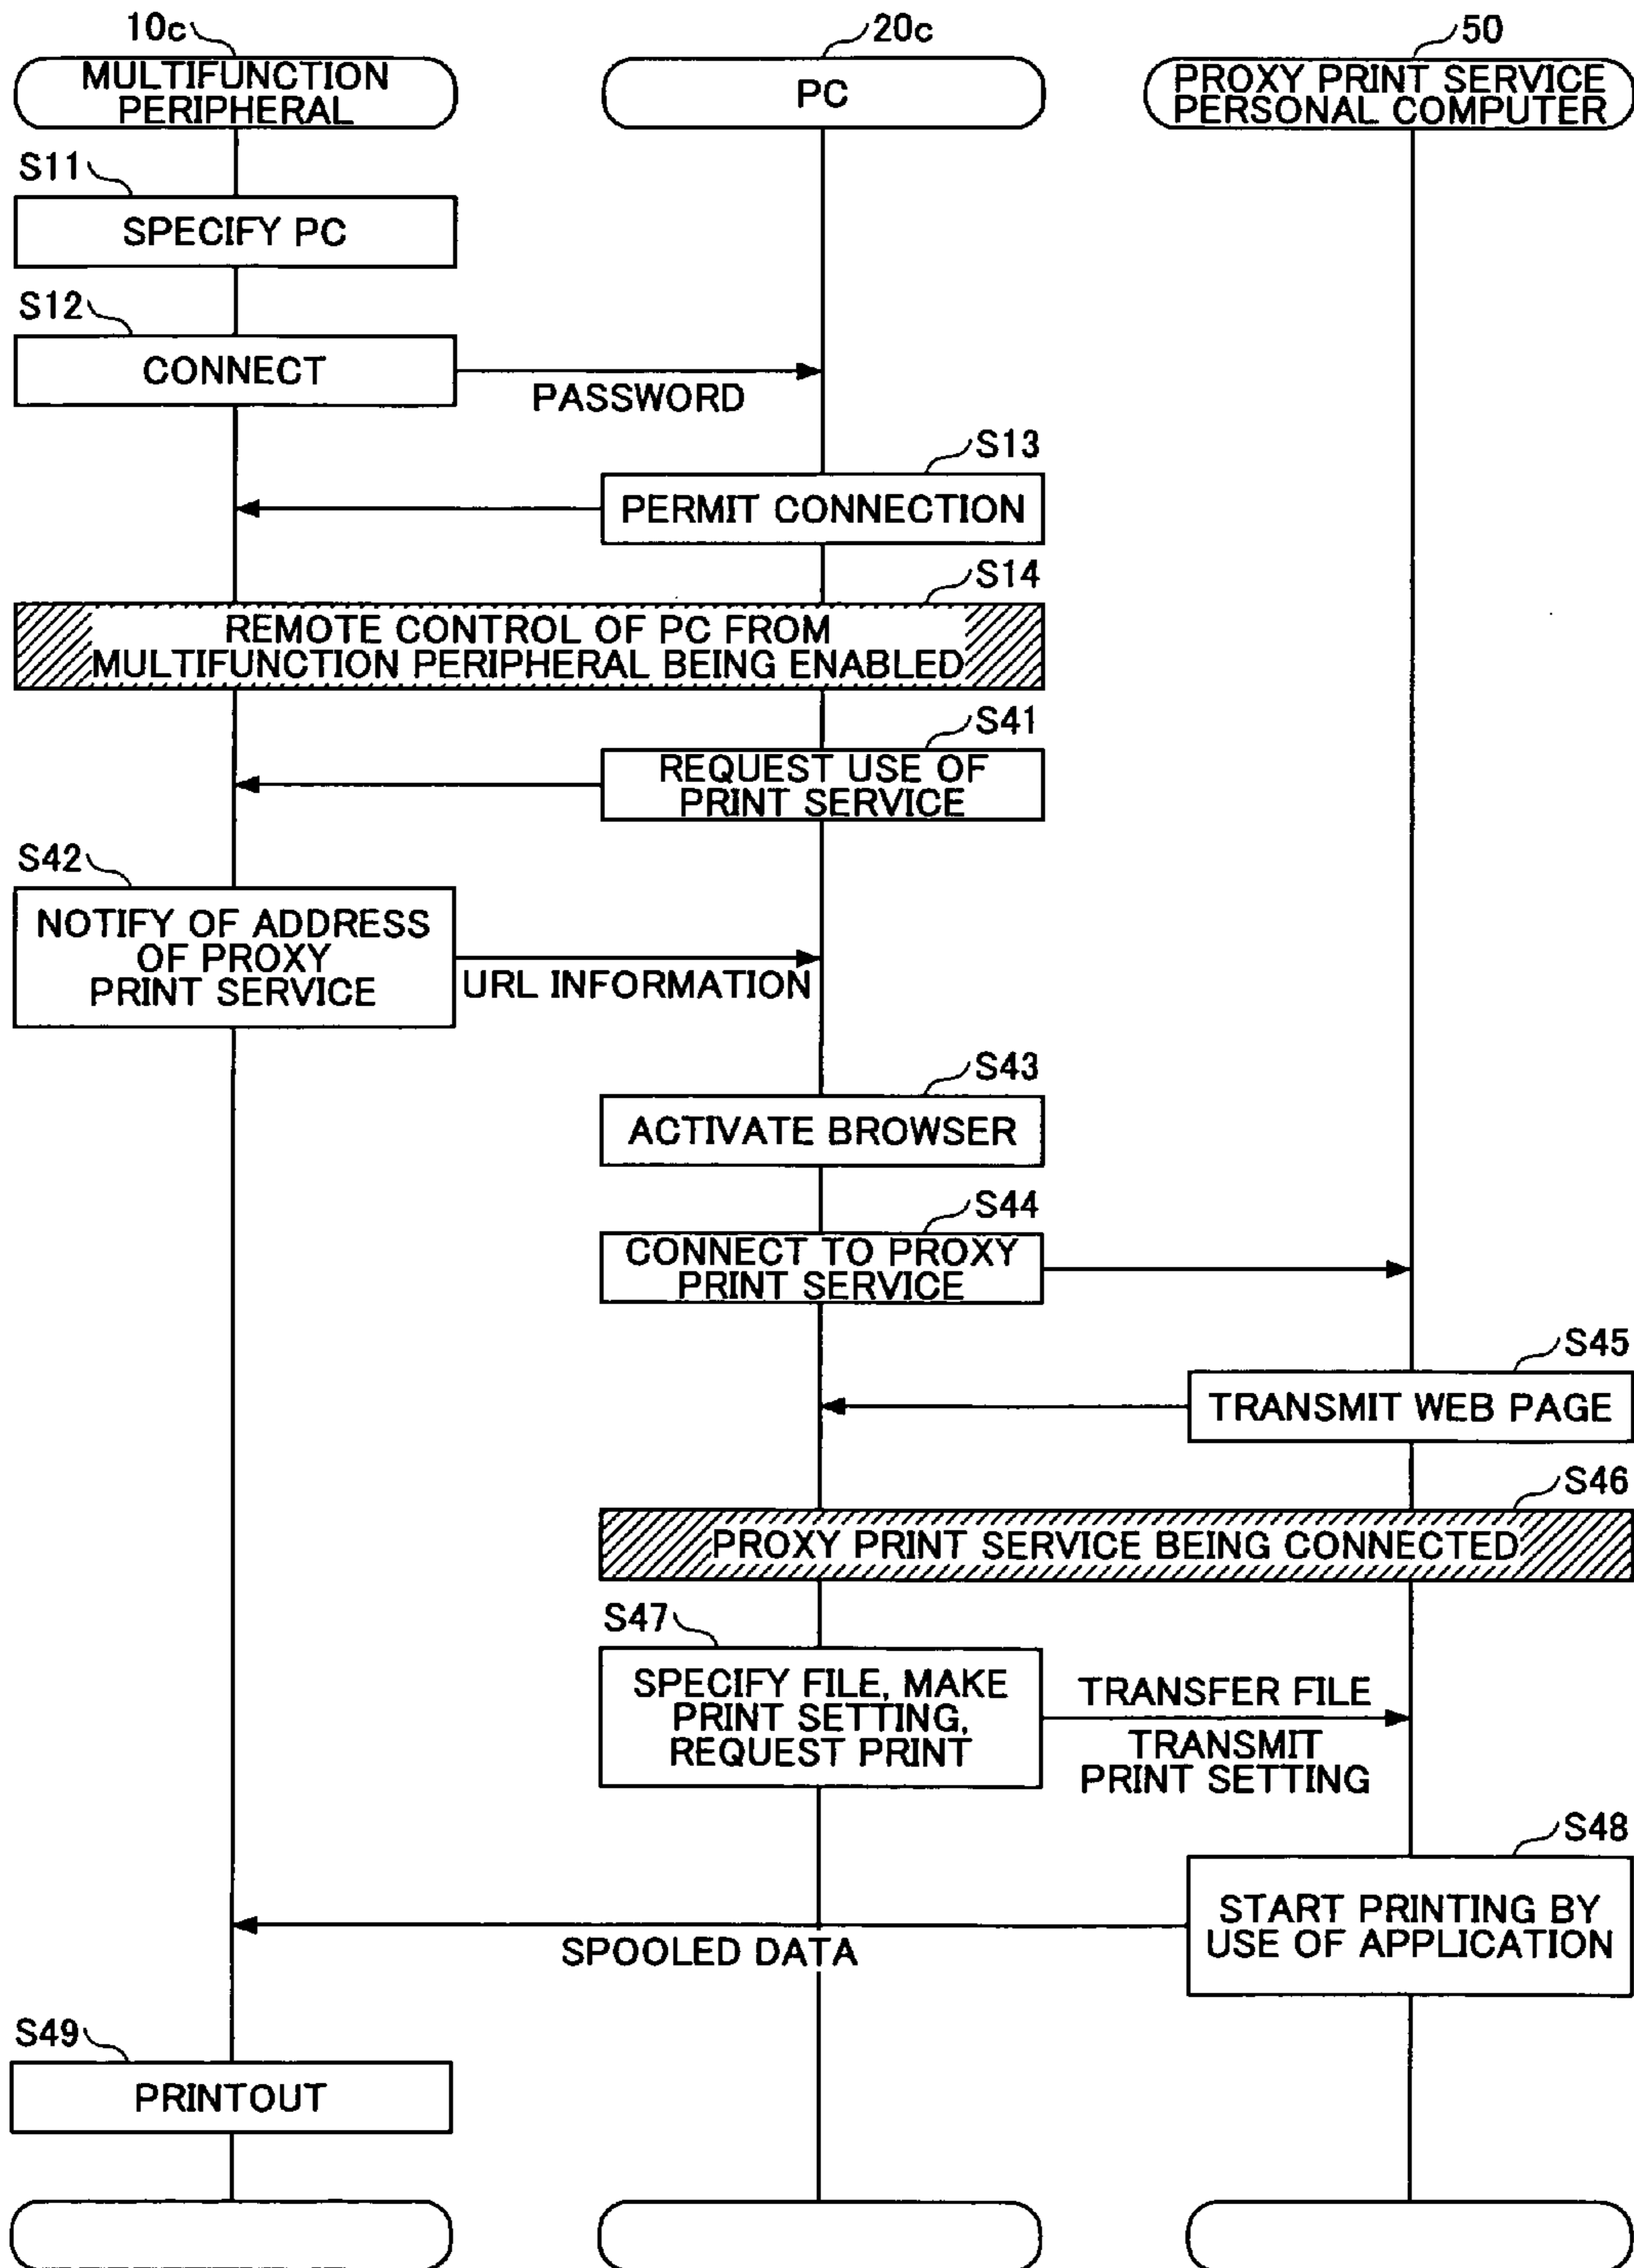 10c
20c
50
MULTIFUNCTION
PERIPHERAL
PC
PROXY PRINT SERVICE
PERSONAL COMPUTER
S11
SPECIFY PC
S12
CONNECT
PASSWORD
S13
PERMIT CONNECTION
S14
REMOTE CONTROL OF PC FROM
MULTIFUNCTION PERIPHERAL BEING ENABLED
S41
REQUEST USE OF
PRINT SERVICE
S42
NOTIFY OF ADDRESS
OF PROXY
PRINT SERVICE
URL INFORMATION
S43
ACTIVATE BROWSER
S44
CONNECT TO PROXY
PRINT SERVICE
S45
TRANSMIT WEB PAGE
S46
PROXY PRINT SERVICE BEING CONNECTED
S47
SPECIFY FILE, MAKE
PRINT SETTING,
REQUEST PRINT
TRANSFER FILE
TRANSMIT
PRINT SETTING
S48
START PRINTING BY
USE OF APPLICATION
SPOOLED DATA
S49
PRINTOUT